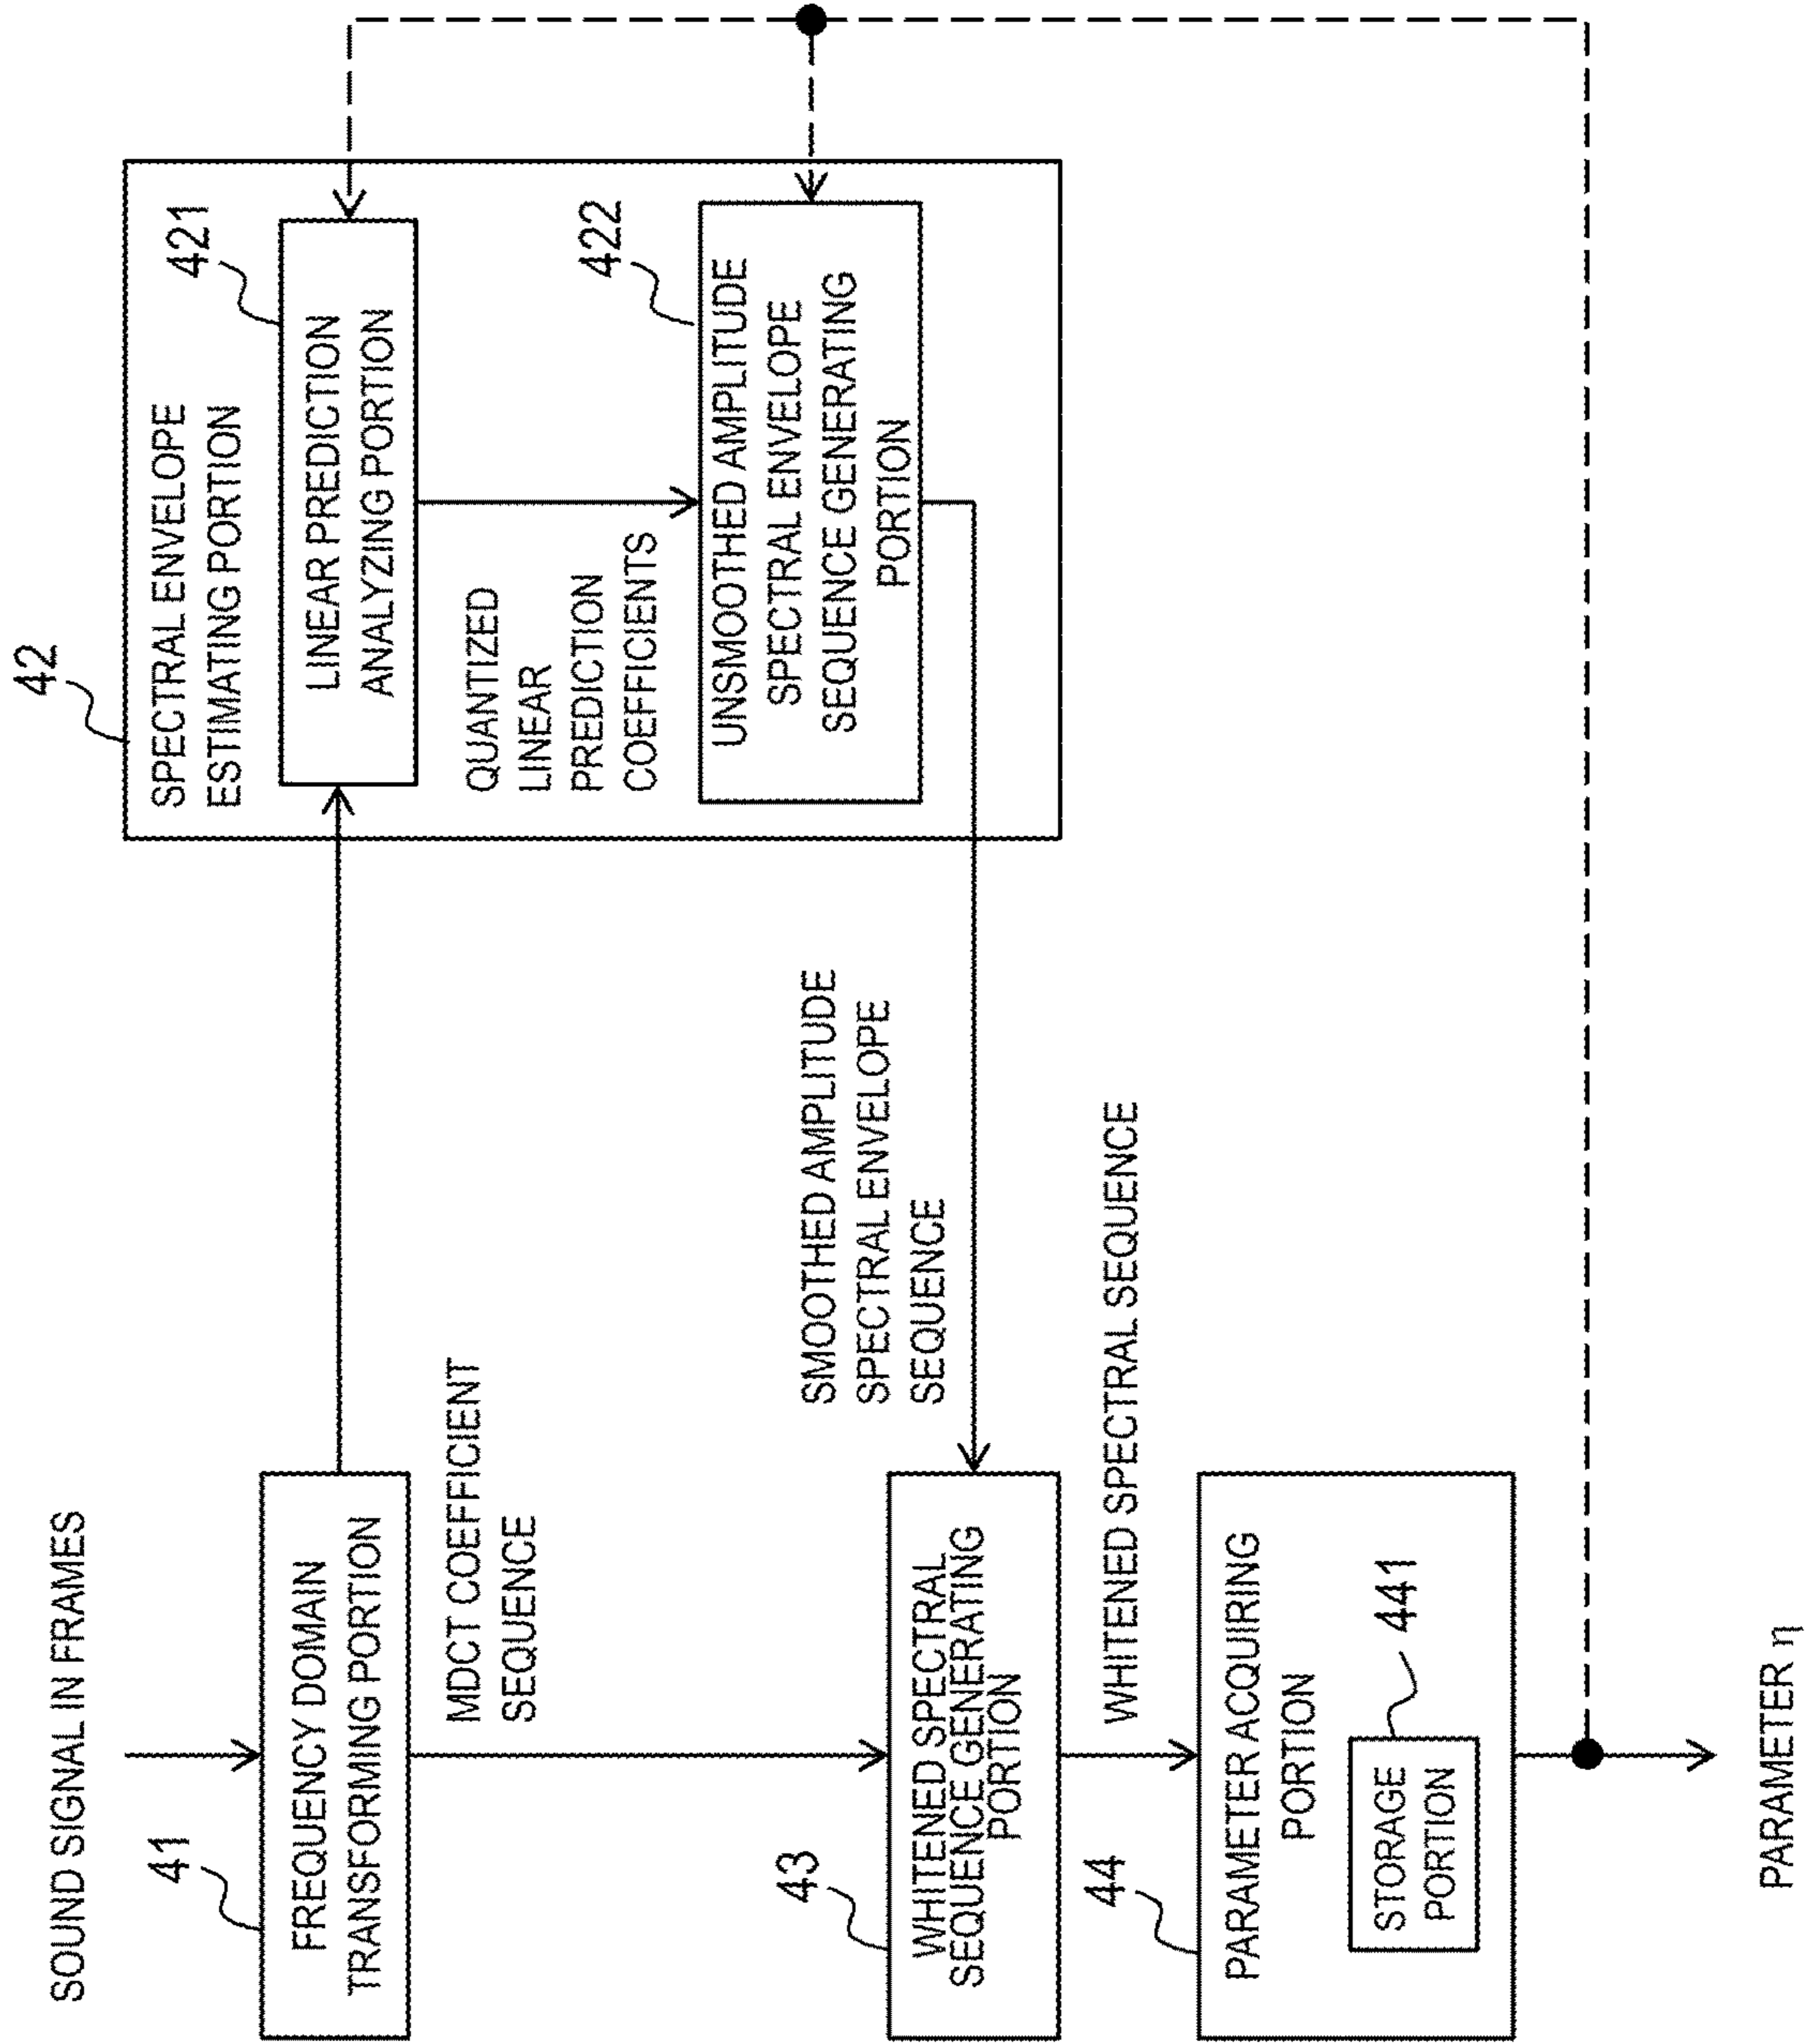 SOUND SIGNAL IN FRAMES
41
FREQUENCY DOMAIN
TRANSFORMING PORTION
MDCT COEFFICIENT
SEQUENCE
42
SPECTRAL ENVELOPE
ESTIMATING PORTION
421
LINEAR PREDICTION
ANALYZING PORTION
QUANTIZED
LINEAR
PREDICTION
COEFFICIENTS
422
UNSMOOTHED AMPLITUDE
SPECTRAL ENVELOPE
SEQUENCE GENERATING
PORTION
SMOOTHED AMPLITUDE
SPECTRAL ENVELOPE
SEQUENCE
43
WHITENED SPECTRAL
SEQUENCE GENERATING
PORTION
WHITENED SPECTRAL SEQUENCE
44
PARAMETER ACQUIRING
PORTION
441
STORAGE
PORTION
PARAMETER η